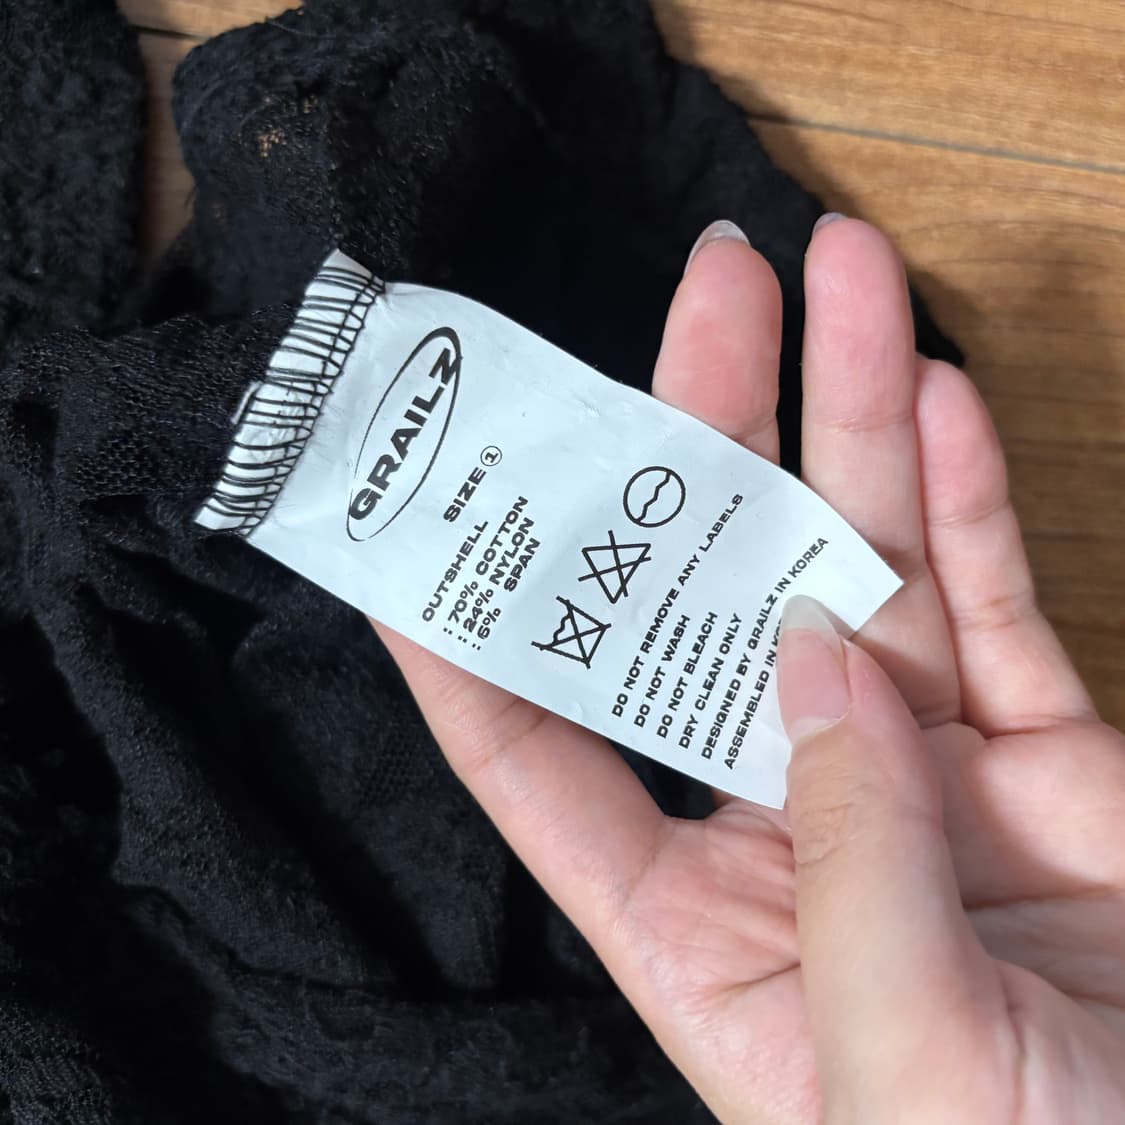 GRAILZ
SIZE ①
OUTSHELL
: 70% COTTON
: 24% NYLON
: 6% SPAN
DO NOT REMOVE ANY LABELS
DO NOT WASH
DO NOT BLEACH
DRY CLEAN ONLY
DESIGNED BY GRAILZ IN KOREA
ASSEMBLED IN